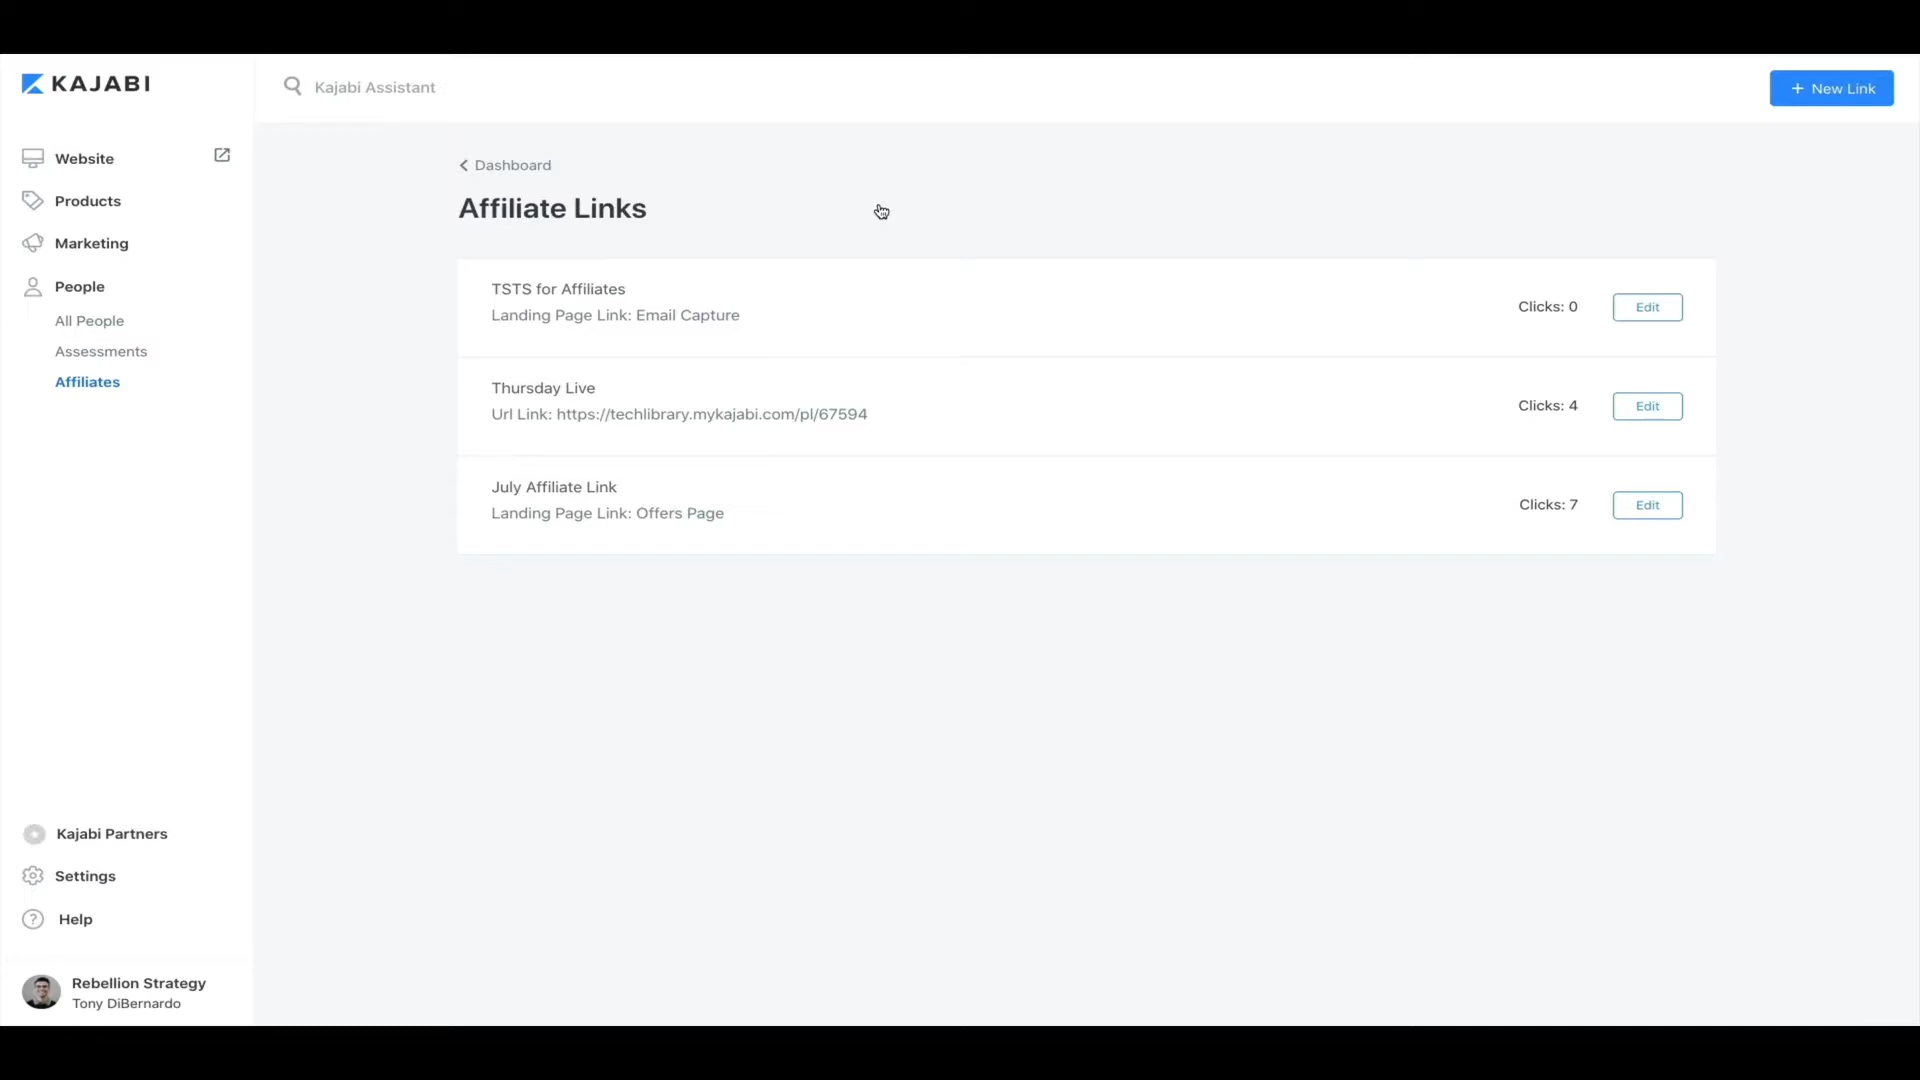 KAJABI
Kajabi Assistant
+ New Link
Website
Products
Marketing
People
All People
Assessments
Affiliates
Kajabi Partners
Settings
? Help
Rebellion Strategy
Tony DiBernardo
Dashboard
Affiliate Links
TSTS for Affiliates
Landing Page Link: Email Capture
Clicks: 0
Edit
Thursday Live
Url Link: https://techlibrary.mykajabi.com/pl/67594
Clicks: 4
Edit
July Affiliate Link
Landing Page Link: Offers Page
Clicks: 7
Edit